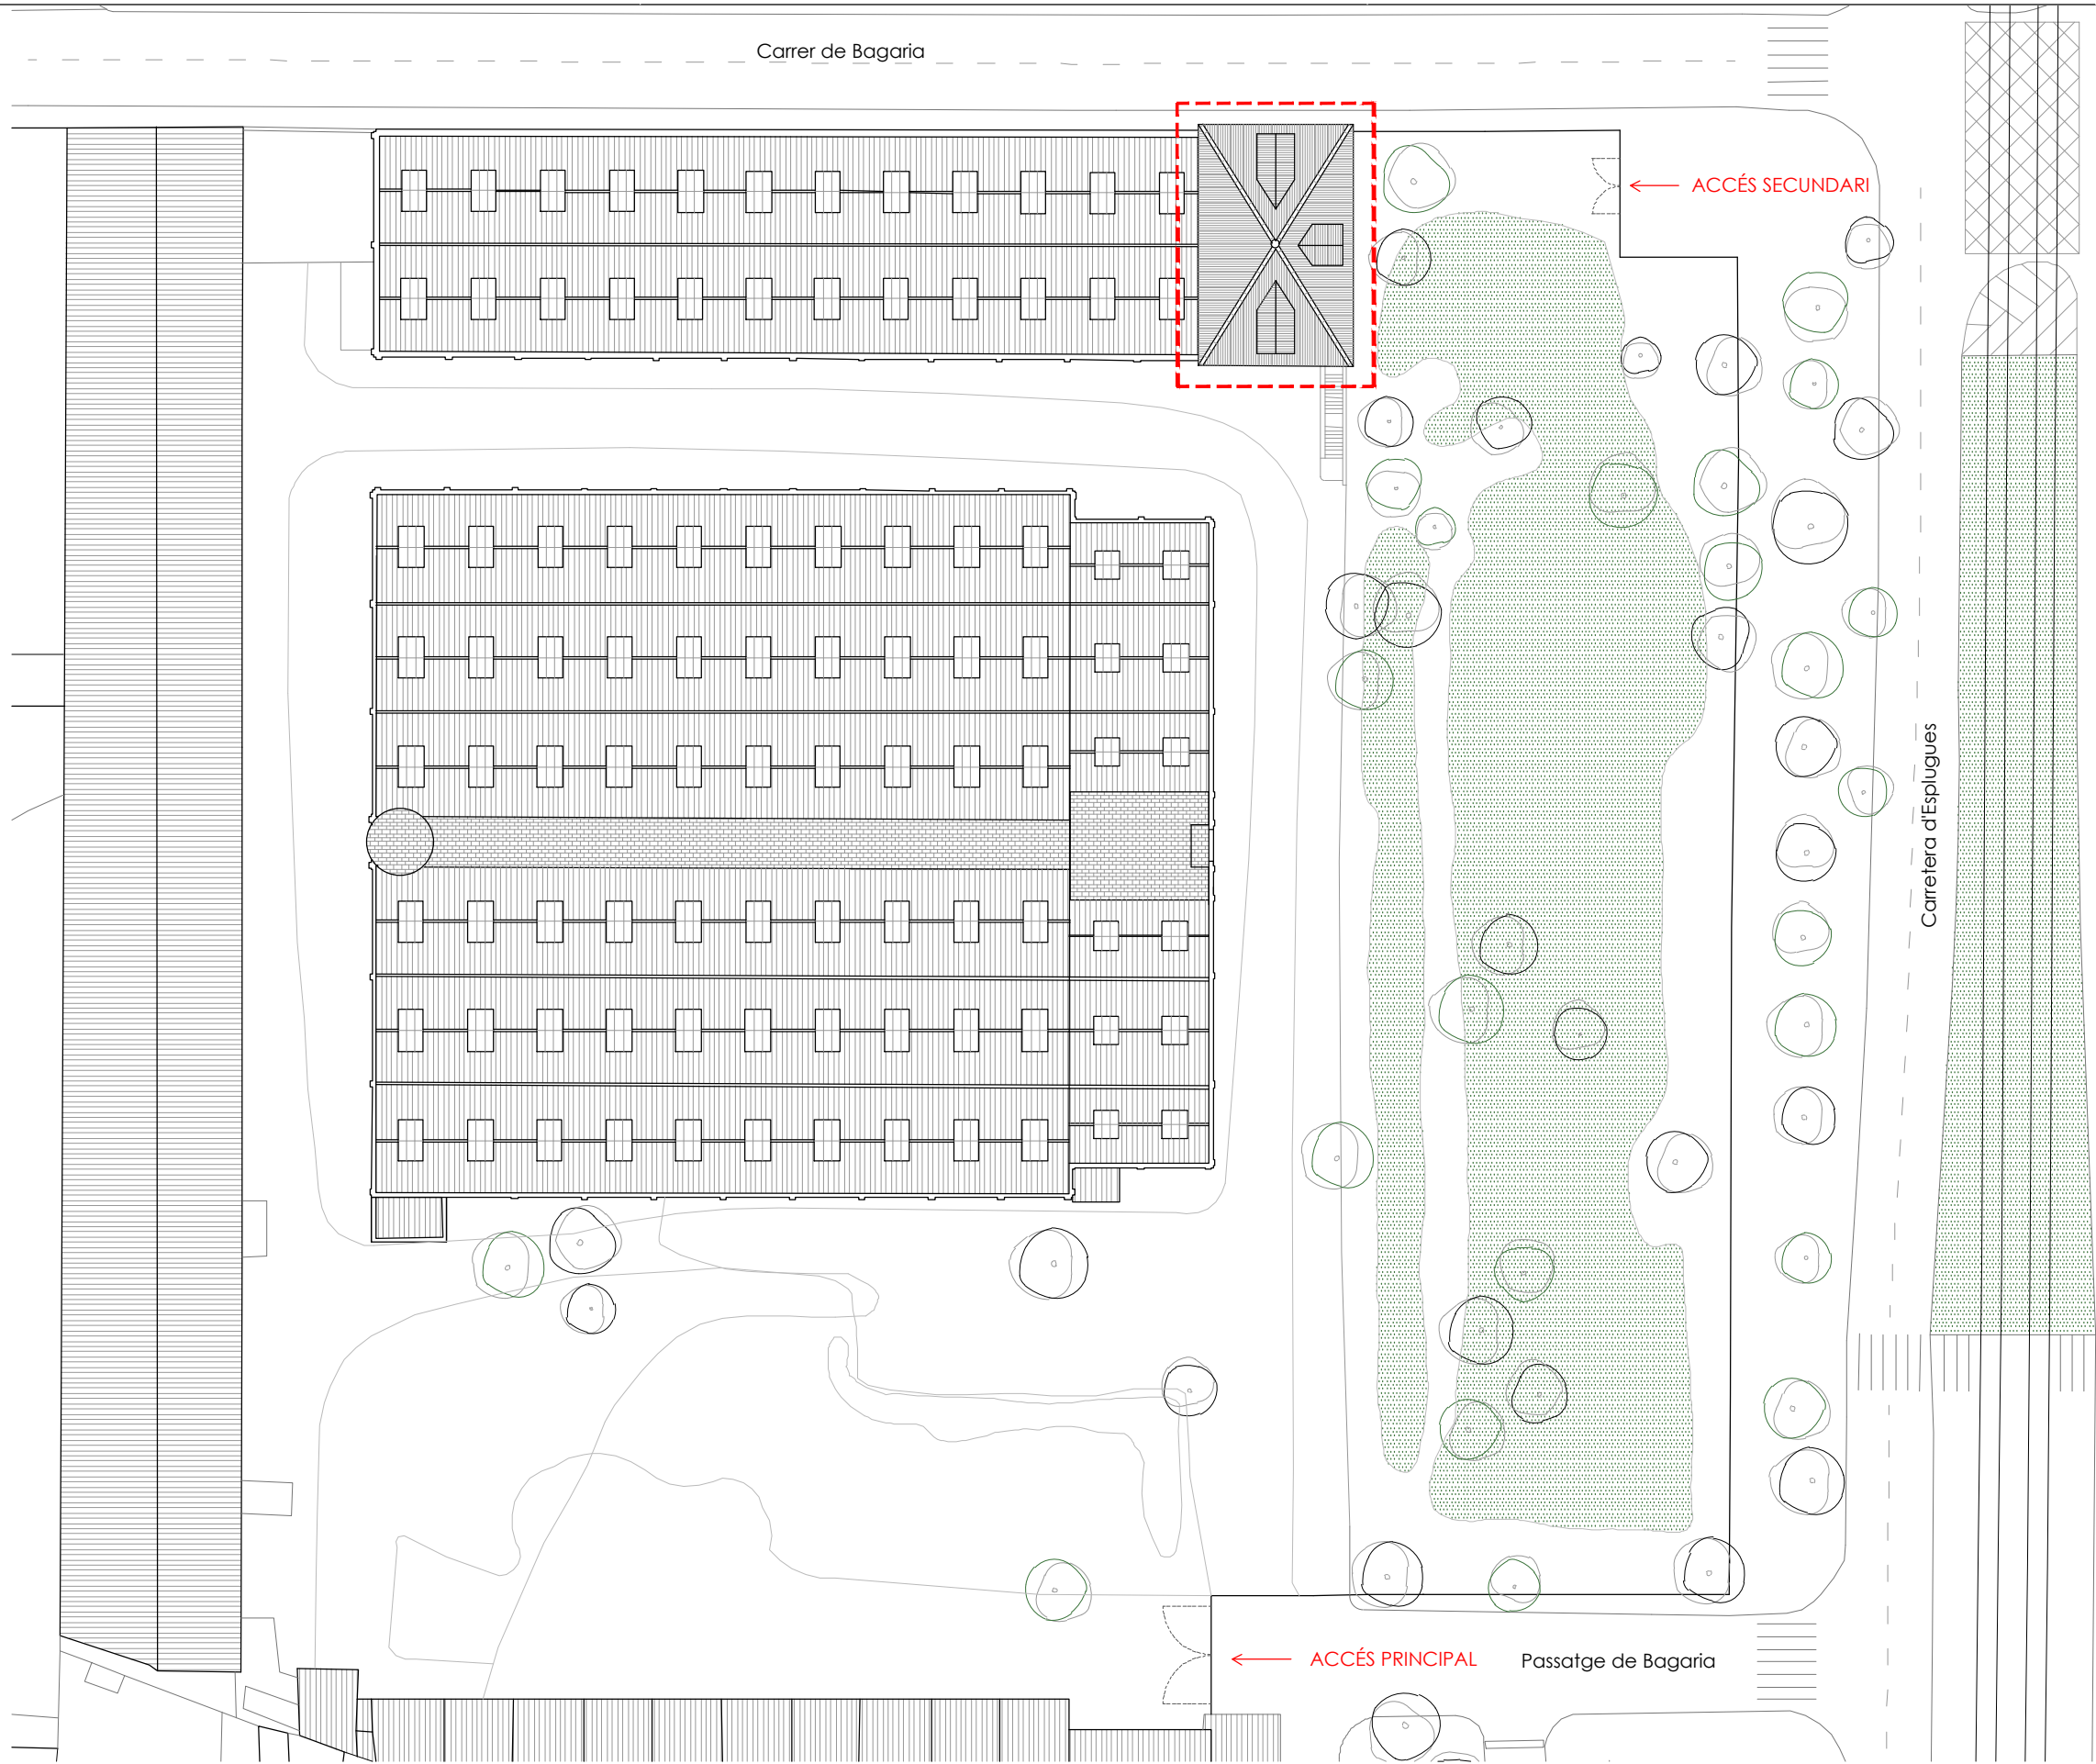 Carrer de Bagaria
ACCÉS SECUNDARI
Carretera d'Esplugues
ACCÉS PRINCIPAL
Passatge de Bagaria